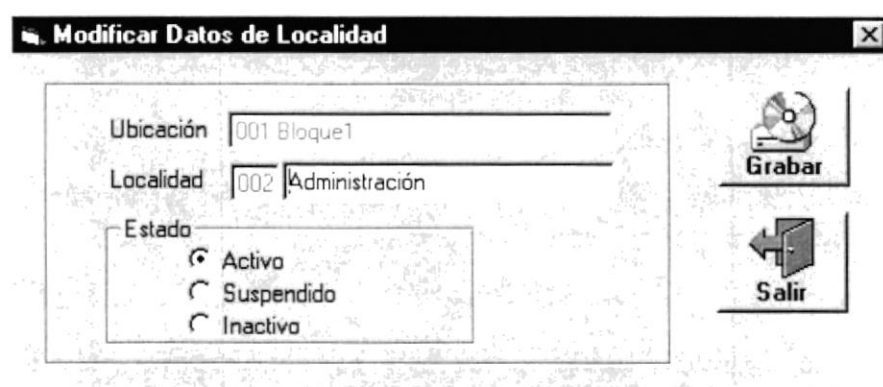 Modificar Datos de Localidad
Ubicación 001 Bloque1
Localidad 002 Administración
Estado
Activo
Suspendido
Inactivo
Grabar
Salir